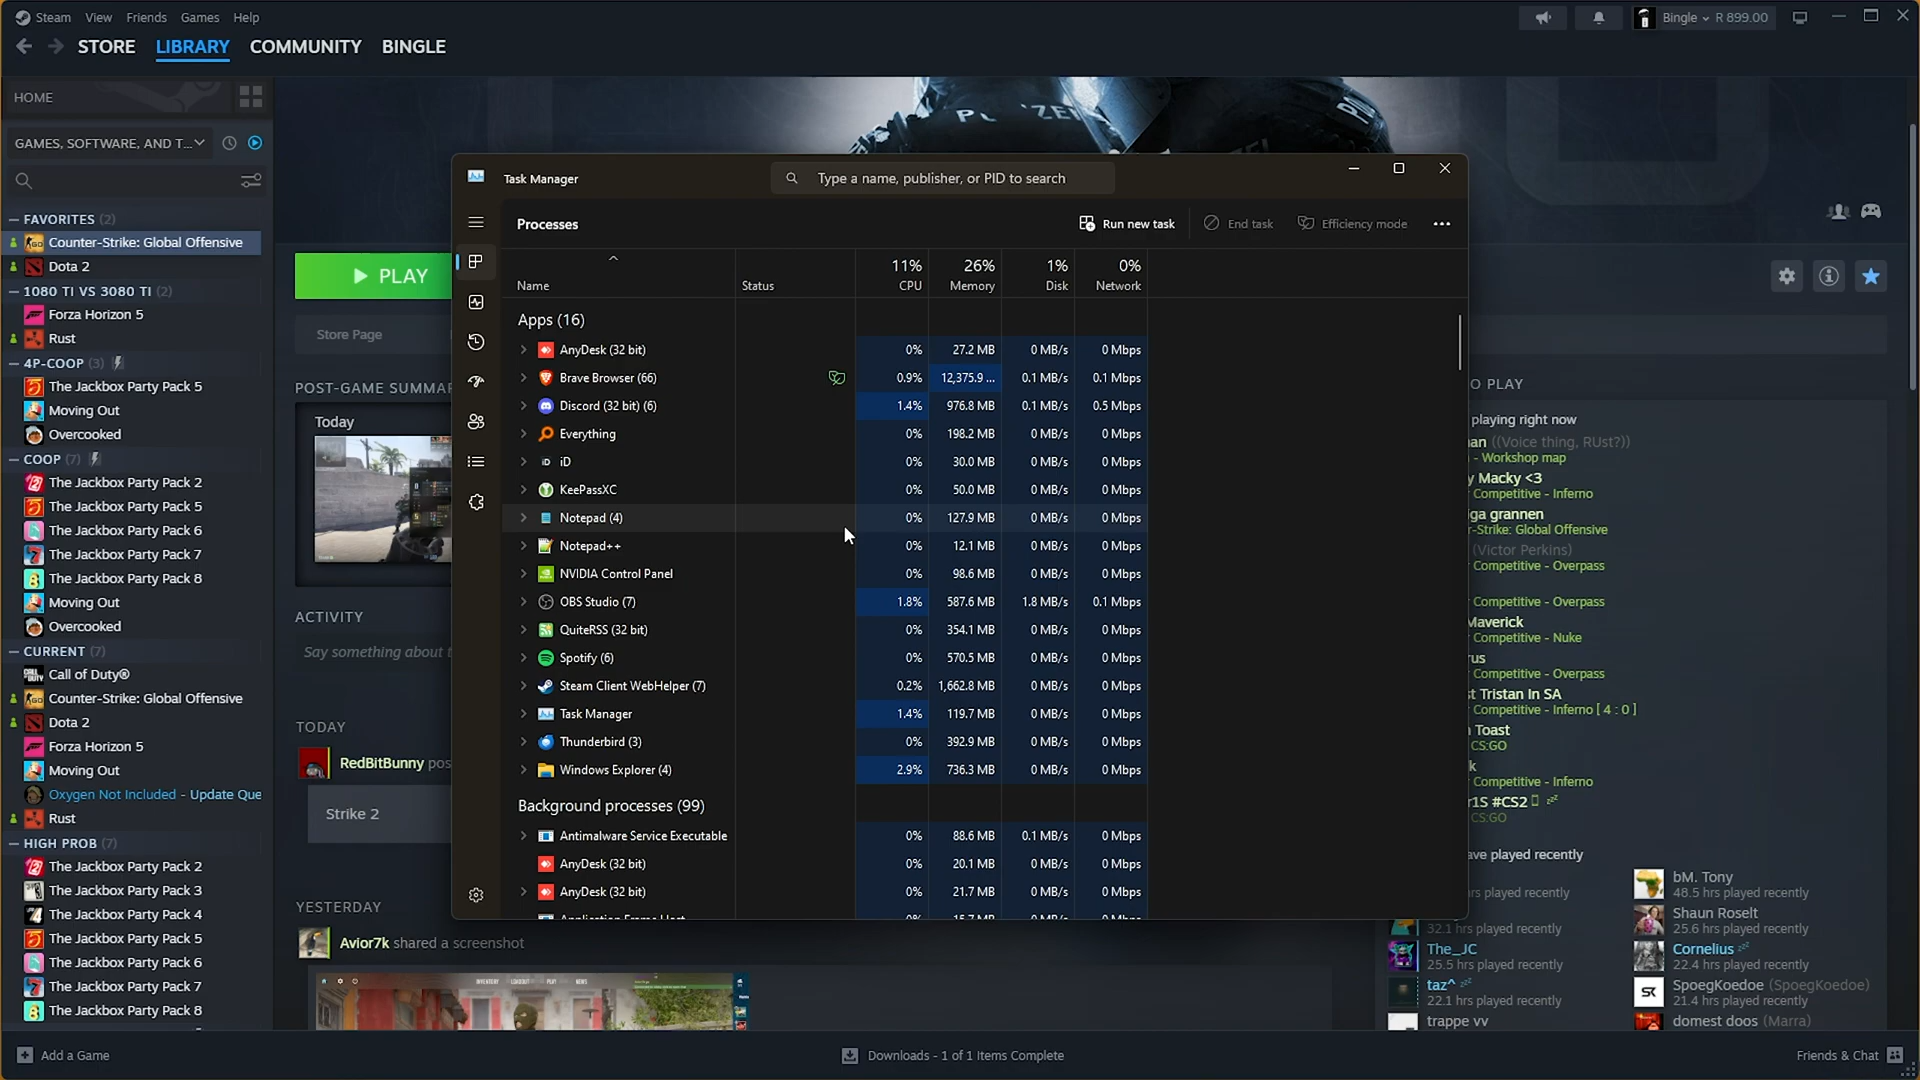 Steam View Friends Games Help
Bingle R 899.00
STORE LIBRARY COMMUNITY BINGLE
HOME
GAMES, SOFTWARE, AND T...
— FAVORITES (2)
Counter-Strike: Global Offensive
Dota 2
— 1080 TI VS 3080 TI (2)
Forza Horizon 5
Rust
— 4P-COOP (3)
The Jackbox Party Pack 5
Moving Out
Overcooked
— COOP (7)
The Jackbox Party Pack 2
The Jackbox Party Pack 5
The Jackbox Party Pack 6
The Jackbox Party Pack 7
The Jackbox Party Pack 8
Moving Out
Overcooked
— CURRENT (7)
Call of Duty®
Counter-Strike: Global Offensive
Dota 2
Forza Horizon 5
Moving Out
Oxygen Not Included - Update Que
Rust
— HIGH PROB (7)
The Jackbox Party Pack 2
The Jackbox Party Pack 3
The Jackbox Party Pack 4
The Jackbox Party Pack 5
The Jackbox Party Pack 6
The Jackbox Party Pack 7
The Jackbox Party Pack 8
PLAY
Store Page
POST-GAME SUMMAR
Today
ACTIVITY
Say something about t
TODAY
RedBitBunny pos
Strike 2
YESTERDAY
Avior7k shared a screenshot
INVENTORY LOADOUT PLAY NEWS
Task Manager
Type a name, publisher, or PID to search
Processes
Run new task End task Efficiency mode
11% 26% 1% 0%
Name Status CPU Memory Disk Network
Apps (16)
AnyDesk (32 bit) 0% 27.2 MB 0 MB/s 0 Mbps
Brave Browser (66) 0.9% 12,375.9 ... 0.1 MB/s 0.1 Mbps
Discord (32 bit) (6) 1.4% 976.8 MB 0.1 MB/s 0.5 Mbps
Everything 0% 198.2 MB 0 MB/s 0 Mbps
iD 0% 30.0 MB 0 MB/s 0 Mbps
KeePassXC 0% 50.0 MB 0 MB/s 0 Mbps
Notepad (4) 0% 127.9 MB 0 MB/s 0 Mbps
Notepad++ 0% 12.1 MB 0 MB/s 0 Mbps
NVIDIA Control Panel 0% 98.6 MB 0 MB/s 0 Mbps
OBS Studio (7) 1.8% 587.6 MB 1.8 MB/s 0.1 Mbps
QuiteRSS (32 bit) 0% 354.1 MB 0 MB/s 0 Mbps
Spotify (6) 0% 570.5 MB 0 MB/s 0 Mbps
Steam Client WebHelper (7) 0.2% 1,662.8 MB 0 MB/s 0 Mbps
Task Manager 1.4% 119.7 MB 0 MB/s 0 Mbps
Thunderbird (3) 0% 392.9 MB 0 MB/s 0 Mbps
Windows Explorer (4) 2.9% 736.3 MB 0 MB/s 0 Mbps
Background processes (99)
Antimalware Service Executable 0% 88.6 MB 0.1 MB/s 0 Mbps
AnyDesk (32 bit) 0% 20.1 MB 0 MB/s 0 Mbps
AnyDesk (32 bit) 0% 21.7 MB 0 MB/s 0 Mbps
O PLAY
playing right now
an ((Voice thing, RUst?))
- Workshop map
y Macky <3
Competitive - Inferno
ga grannen
r-Strike: Global Offensive
(Victor Perkins)
Competitive - Overpass
Competitive - Overpass
Maverick
Competitive - Nuke
rus
Competitive - Overpass
t Tristan In SA
Competitive - Inferno [ 4 : 0 ]
Toast
CS:GO
k
Competitive - Inferno
r1S #CS2
CS:GO
ave played recently
rs played recently
bM. Tony
48.5 hrs played recently
32.1 hrs played recently
Shaun Roselt
25.6 hrs played recently
The_JC
25.5 hrs played recently
Cornelius
22.4 hrs played recently
taz^
22.1 hrs played recently
SpoegKoedoe (SpoegKoedoe)
21.4 hrs played recently
trappe vv
domest doos (Marra)
Add a Game
Downloads - 1 of 1 Items Complete
Friends & Chat